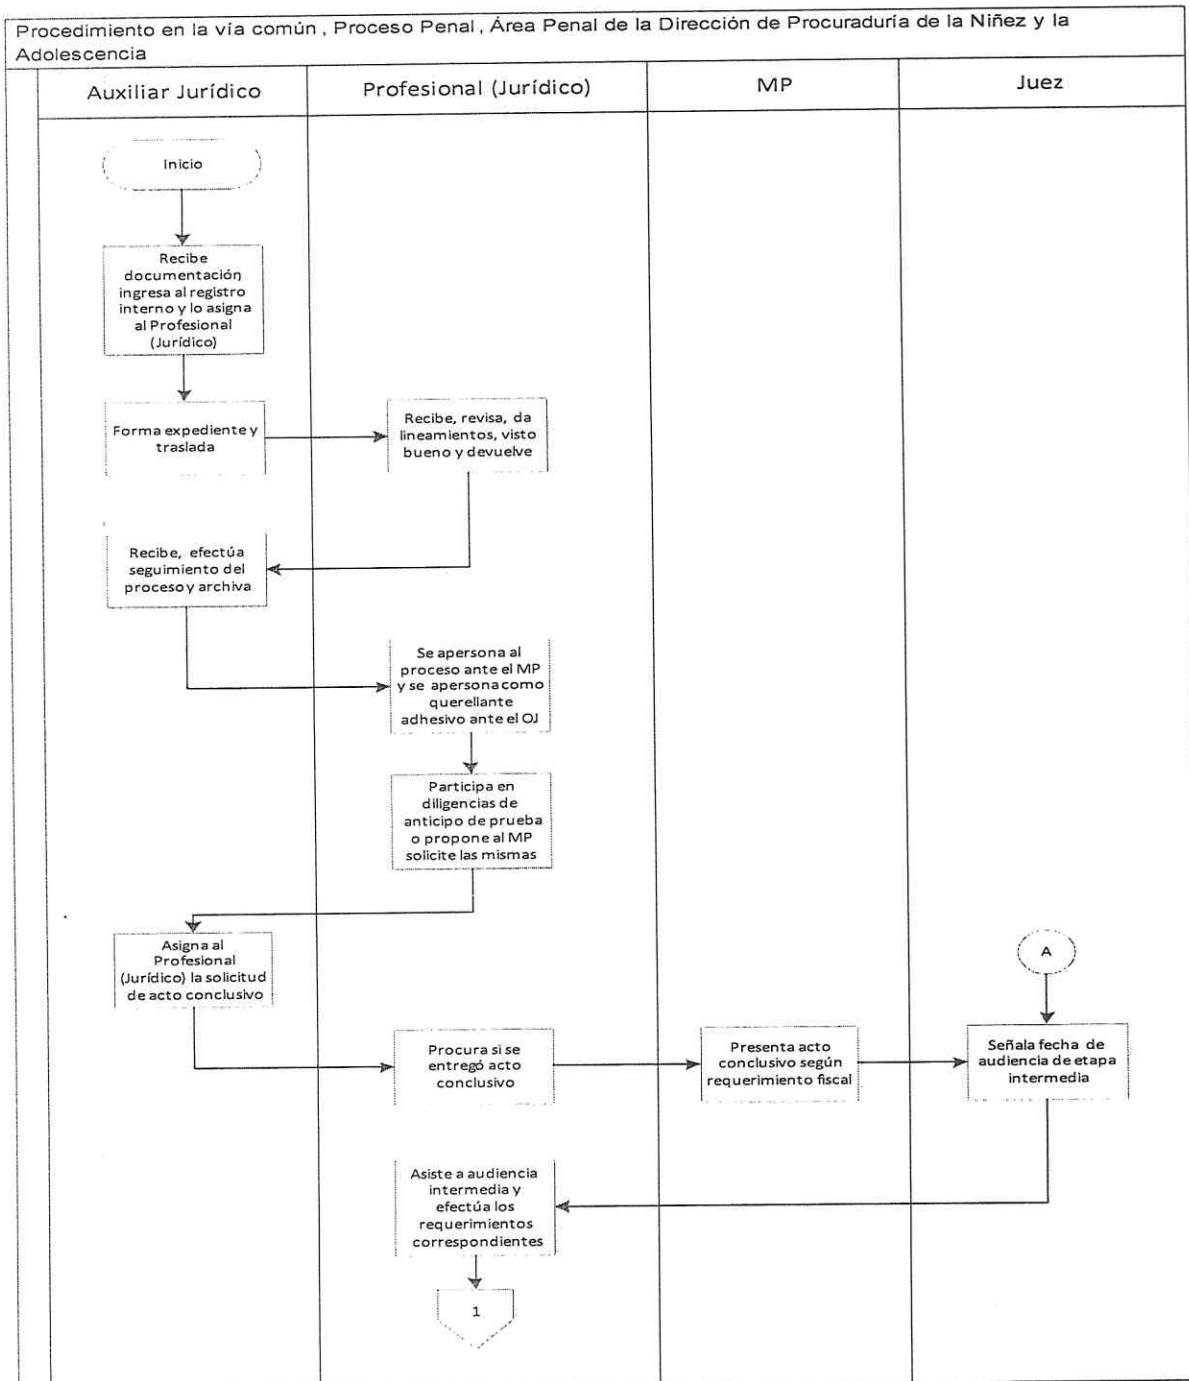 Procedimiento en la vía común , Proceso Penal , Área Penal de la Dirección de Procuraduría de la Niñez y la
Adolescencia
Auxiliar Jurídico
Profesional (Jurídico)
MP
Juez
Inicio
Recibe
documentación,
ingresa al registro
interno y lo asigna
al Profesional
(Jurídico)
Forma expediente y
traslada
Recibe, revisa, da
lineamientos, visto
bueno y devuelve
Recibe, efectúa
seguimiento del
proceso y archiva
Se apersona al
proceso ante el MP
y se apersona como
querellante
adhesivo ante el OJ
Participa en
diligencias de
anticipo de prueba
o propone al MP
solicite las mismas
Asigna al
Profesional
(Jurídico) la solicitud
de acto conclusivo
A
Procura si se
entregó acto
conclusivo
Presenta acto
conclusivo según
requerimiento fiscal
Señala fecha de
audiencia de etapa
intermedia
Asiste a audiencia
intermedia y
efectúa los
requerimientos
correspondientes
1